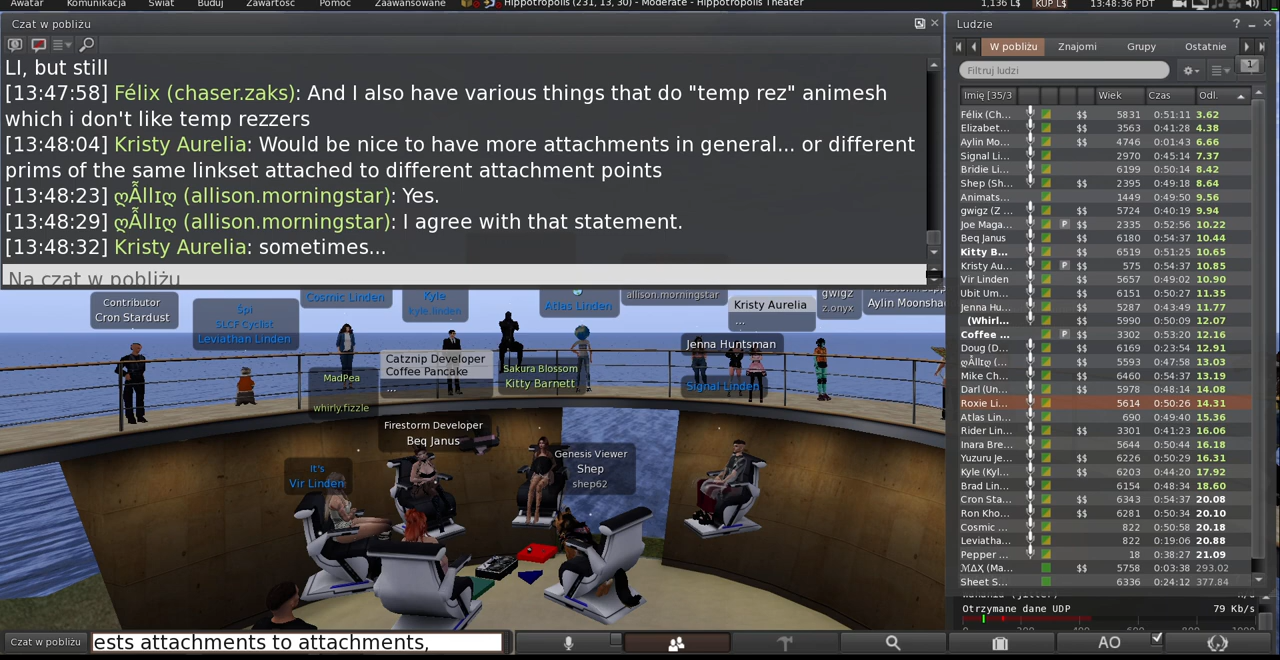 Awatar Komunikacja Świat Buduj Zawartość Pomoc Zaawansowane Hippotropolis (231, 13, 30) - Moderate - Hippotropolis Theater 1,136 L$ KUP L$ 13:48:36 PDT
Czat w pobliżu
LI, but still
[13:47:58] Félix (chaser.zaks): And I also have various things that do "temp rez" animesh
which i don't like temp rezzers
[13:48:04] Kristy Aurelia: Would be nice to have more attachments in general... or different
prims of the same linkset attached to different attachment points
[13:48:23] ღÅllɪღ (allison.morningstar): Yes.
[13:48:29] ღÅllɪღ (allison.morningstar): I agree with that statement.
[13:48:32] Kristy Aurelia: sometimes...
Na czat w pobliżu
Contributor
Cron Stardust
Śpi
SLCF Cyclist
Leviathan Linden
Cosmic Linden
Kyle
kyle.linden
Atlas Linden
allison.morningstar
Kristy Aurelia
...
gwigz
z.onyx
Aylin Moonsha
Catznip Developer
Coffee Pancake
...
Sakura Blossom
Kitty Barnett
Jenna Huntsman
Signal Linden
MadPea
whirly.fizzle
Firestorm Developer
Beq Janus
Genesis Viewer
Shep
shep62
It's
Vir Linden
Ludzie
W pobliżu Znajomi Grupy Ostatnie
Filtruj ludzi
1
Imię [35/3 Wiek Czas Odl.
Félix (Ch... $$ 5831 0:51:11 3.62
Elizabet... $$ 3563 0:41:28 4.38
Aylin Mo... $$ 4746 0:01:43 6.66
Signal Li... 2970 0:45:14 7.37
Bridie Li... 6199 0:50:14 8.42
Shep (Sh... $$ 2395 0:49:18 8.64
Animats... 1449 0:49:50 9.56
gwigz (Z ... $$ 5724 0:40:19 9.94
Joe Maga... P $$ 2335 0:52:56 10.22
Beq Janus $$ 6180 0:54:37 10.44
Kitty B... $$ 6519 0:51:25 10.65
Kristy Au... P $$ 575 0:54:37 10.85
Vir Linden $$ 5657 0:49:02 10.90
Ubit Um... $$ 6151 0:50:27 11.35
Jenna Hu... $$ 5287 0:43:49 11.77
(Whirl... $$ 5990 0:50:09 12.07
Coffee ... P $$ 3302 0:53:20 12.16
Doug (D... $$ 6169 0:23:54 12.91
ღÅllɪღ (... $$ 5593 0:47:58 13.03
Mike Ch... $$ 6460 0:54:37 13.19
Darl (Un... $$ 5978 0:48:14 14.08
Roxie Li... 5614 0:50:26 14.31
Atlas Lin... 690 0:49:40 15.36
Rider Lin... $$ 3301 0:41:23 16.06
Inara Bre... 5644 0:50:44 16.18
Yuzuru Je... $$ 6226 0:50:29 16.31
Kyle (Kyl... $$ 6203 0:44:20 17.92
Brad Lin... 6154 0:48:34 18.60
Cron Sta... $$ 6343 0:54:37 20.08
Ron Kho... $$ 6281 0:50:34 20.10
Cosmic ... 822 0:50:58 20.18
Leviatha... 822 0:19:06 20.88
Pepper ... 18 0:38:27 21.09
ℳΔҲ (Ma... $$ 5758 0:03:38 293.02
Sheet S... 6336 0:24:12 377.84
Otrzymane dane UDP 79 Kb/s
Czat w pobliżu ests attachments to attachments, AO